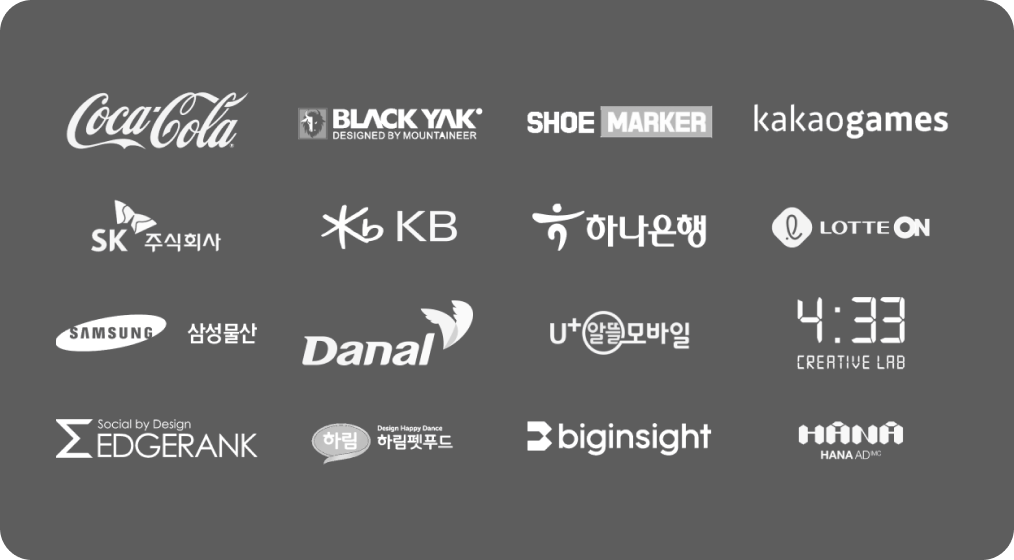 Coca-Cola
BLACK YAK
DESIGNED BY MOUNTAINEER
SHOE MARKER
kakaogames
SK 주식회사
Kb KB
하나은행
LOTTE ON
SAMSUNG 삼성물산
Danal
U+알뜰모바일
4:33
CREATIVE LAB
Social by Design
EDGERANK
하림
Design Happy Dance
하림펫푸드
biginsight
HANA
HANA AD IMC